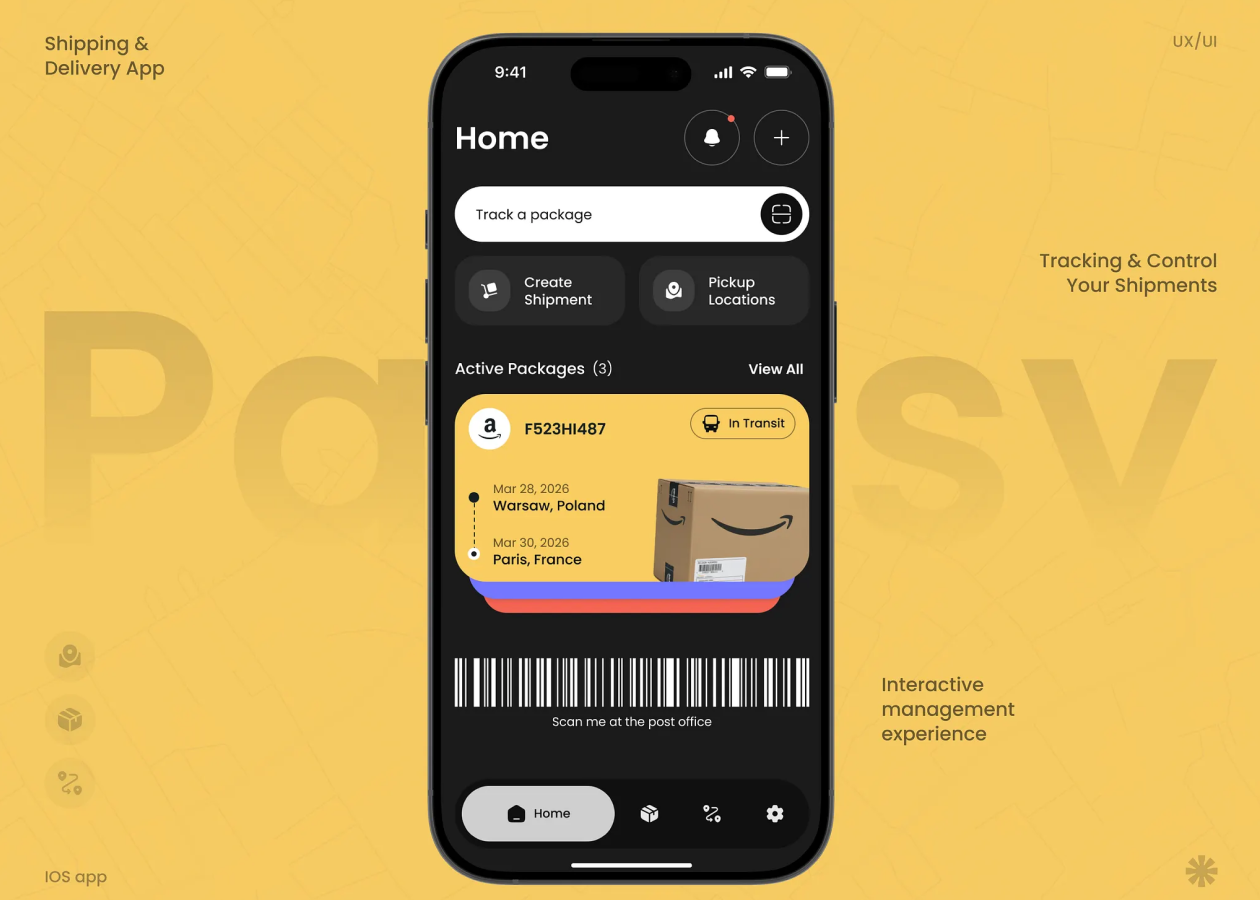 Shipping &
Delivery App
UX/UI
9:41
Home
Track a package
Create
Shipment
Pickup
Locations
Tracking & Control
Your Shipments
Active Packages (3)
View All
a
F523HI487
In Transit
Mar 28, 2026
Warsaw, Poland
Mar 30, 2026
Paris, France
Scan me at the post office
Interactive
management
experience
Home
IOS app